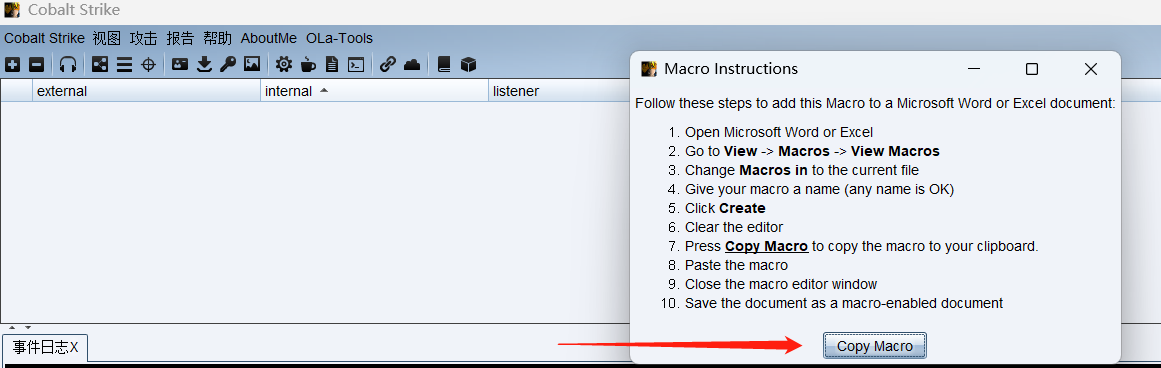 Cobalt Strike
Cobalt Strike 视图 攻击 报告 帮助 AboutMe OLa-Tools
external internal listener
Macro Instructions
Follow these steps to add this Macro to a Microsoft Word or Excel document:
1. Open Microsoft Word or Excel
2. Go to View -> Macros -> View Macros
3. Change Macros in to the current file
4. Give your macro a name (any name is OK)
5. Click Create
6. Clear the editor
7. Press Copy Macro to copy the macro to your clipboard.
8. Paste the macro
9. Close the macro editor window
10. Save the document as a macro-enabled document
Copy Macro
事件日志X